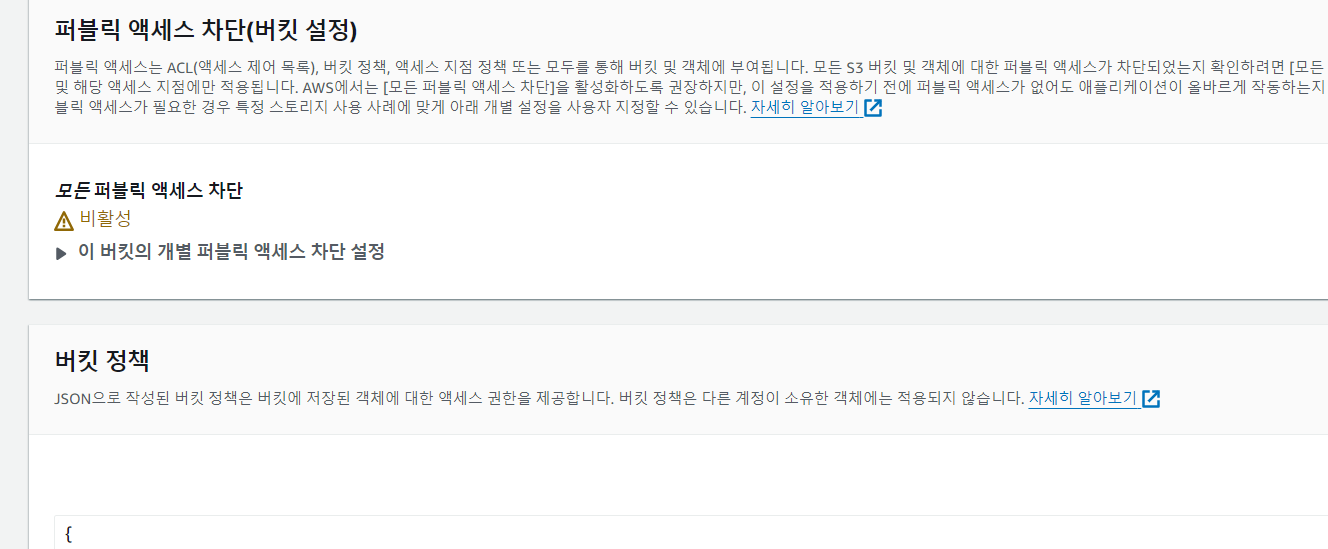 퍼블릭 액세스 차단(버킷 설정)
퍼블릭 액세스는 ACL(액세스 제어 목록), 버킷 정책, 액세스 지점 정책 또는 모두를 통해 버킷 및 객체에 부여됩니다. 모든 S3 버킷 및 객체에 대한 퍼블릭 액세스가 차단되었는지 확인하려면 [모든
및 해당 액세스 지점에만 적용됩니다. AWS에서는 [모든 퍼블릭 액세스 차단]을 활성화하도록 권장하지만, 이 설정을 적용하기 전에 퍼블릭 액세스가 없어도 애플리케이션이 올바르게 작동하는지
블릭 액세스가 필요한 경우 특정 스토리지 사용 사례에 맞게 아래 개별 설정을 사용자 지정할 수 있습니다. 자세히 알아보기
모든 퍼블릭 액세스 차단
비활성
이 버킷의 개별 퍼블릭 액세스 차단 설정
버킷 정책
JSON으로 작성된 버킷 정책은 버킷에 저장된 객체에 대한 액세스 권한을 제공합니다. 버킷 정책은 다른 계정이 소유한 객체에는 적용되지 않습니다. 자세히 알아보기
{